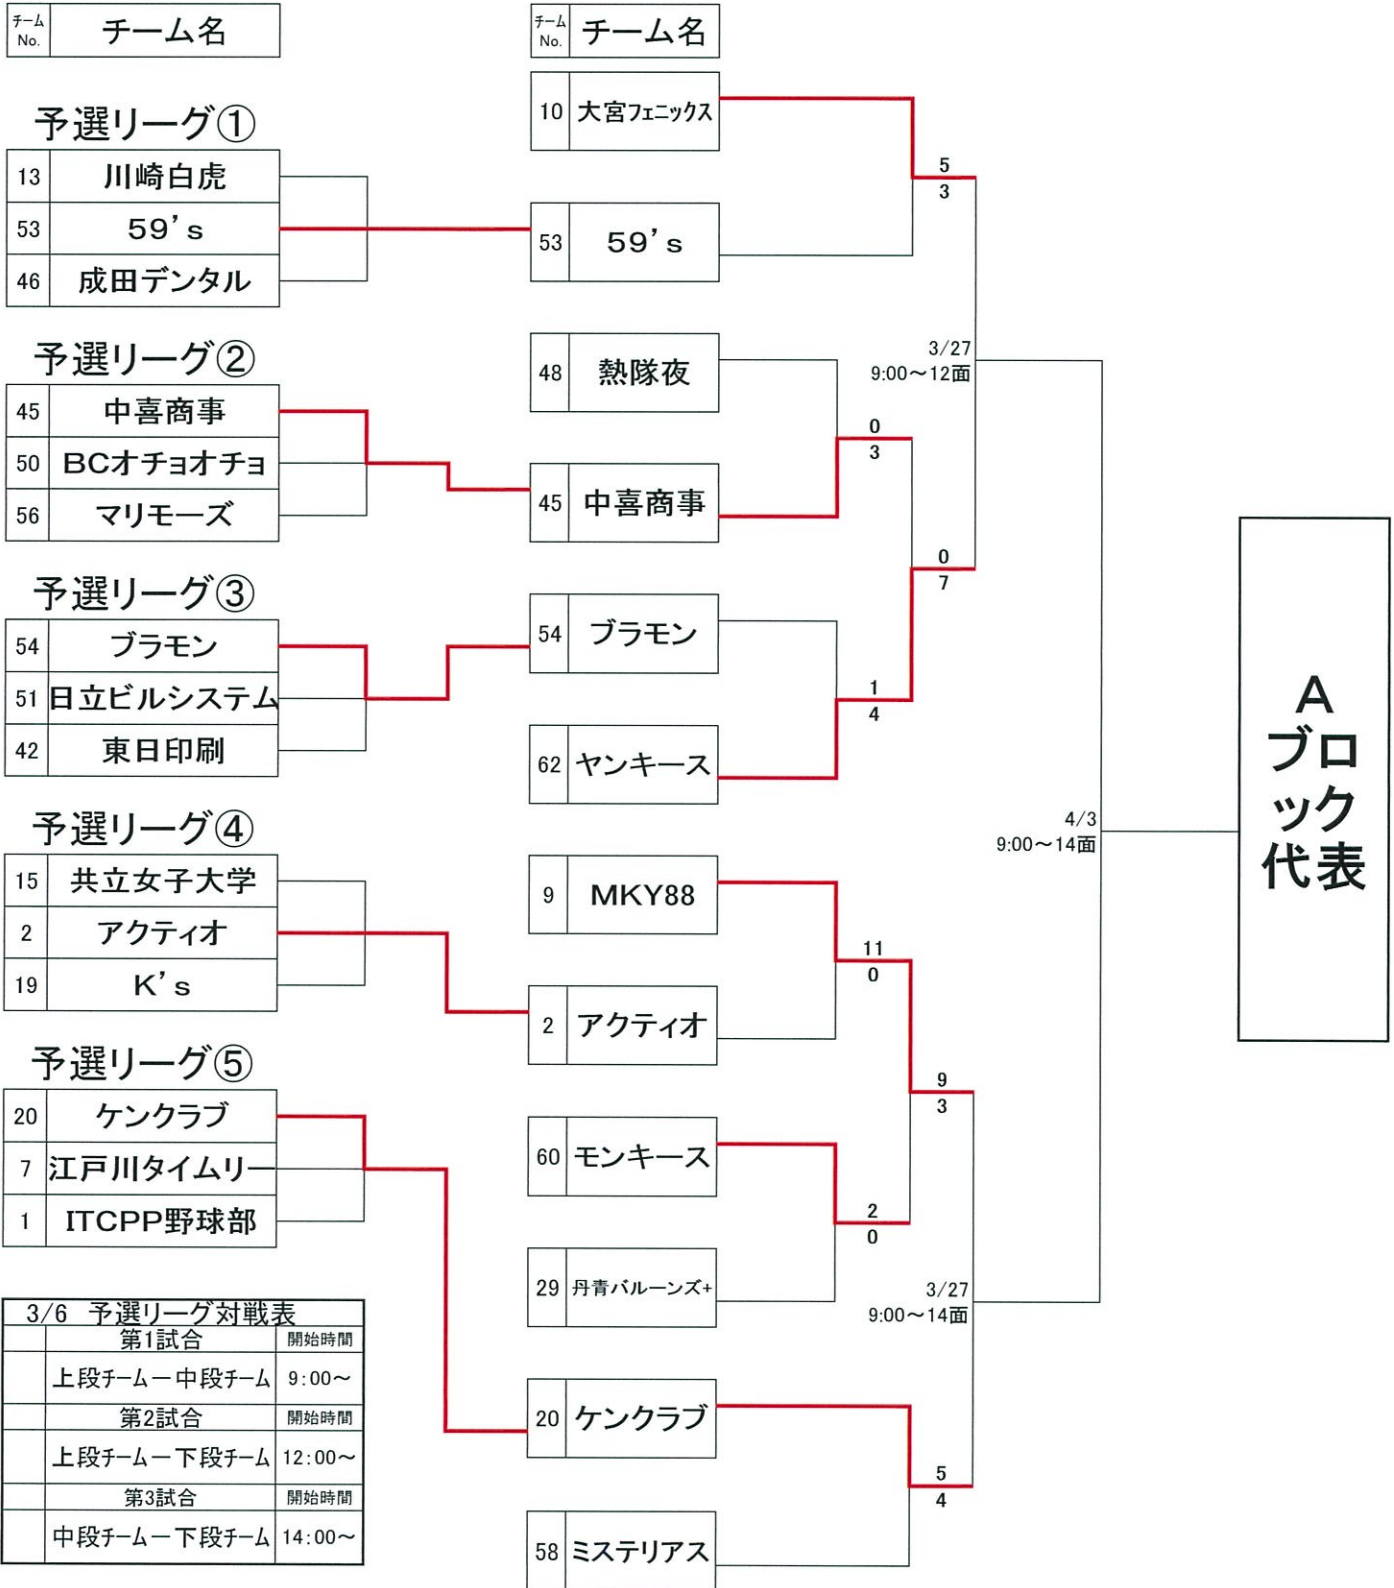 チーム No. チーム名
予選リーグ①
13 川崎白虎
53 59’s
46 成田デンタル
予選リーグ②
45 中喜商事
50 BCオチョオチョ
56 マリモーズ
予選リーグ③
54 ブラモン
51 日立ビルシステム
42 東日印刷
予選リーグ④
15 共立女子大学
2 アクティオ
19 K’s
予選リーグ⑤
20 ケンクラブ
7 江戸川タイムリー
1 ITCPP野球部
3/6 予選リーグ対戦表
第1試合 開始時間
上段チームー中段チーム 9:00～
第2試合 開始時間
上段チームー下段チーム 12:00～
第3試合 開始時間
中段チームー下段チーム 14:00～
チーム No. チーム名
10 大宮フェニックス
53 59’s
48 熱隊夜
45 中喜商事
54 ブラモン
62 ヤンキース
9 MKY88
2 アクティオ
60 モンキース
29 丹青バルーンズ+
20 ケンクラブ
58 ミステリアス
0
3
1
4
11
0
2
0
5
3
0
7
9
3
5
4
3/27
9:00～12面
3/27
9:00～14面
4/3
9:00～14面
A
ブロ
ック
代表